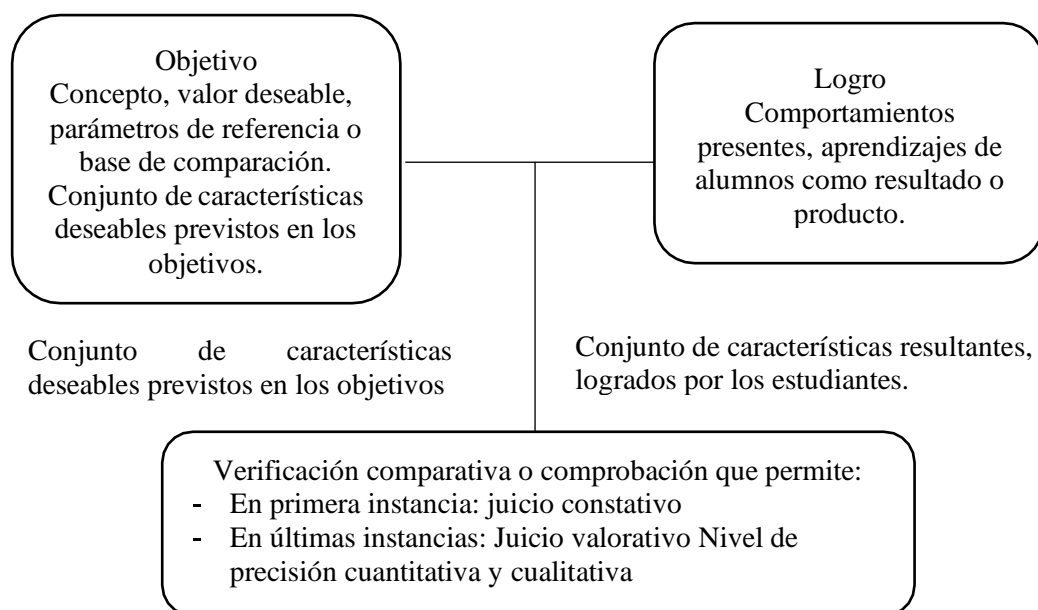 Objetivo
Concepto, valor deseable,
parámetros de referencia o
base de comparación.
Conjunto de características
deseables previstos en los
objetivos.
Logro
Comportamientos
presentes, aprendizajes de
alumnos como resultado o
producto.
Conjunto de características
deseables previstos en los objetivos
Conjunto de características resultantes,
logrados por los estudiantes.
Verificación comparativa o comprobación que permite:
- En primera instancia: juicio constativo
- En últimas instancias: Juicio valorativo Nivel de
precisión cuantitativa y cualitativa